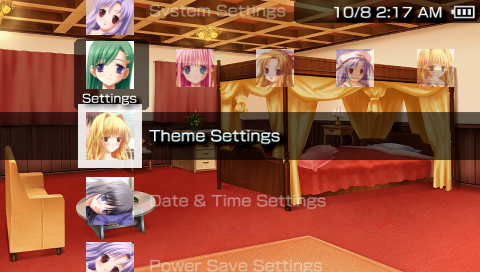 System Settings
10/8 2:17 AM
Settings
Theme Settings
Date & Time Settings
Power Save Settings